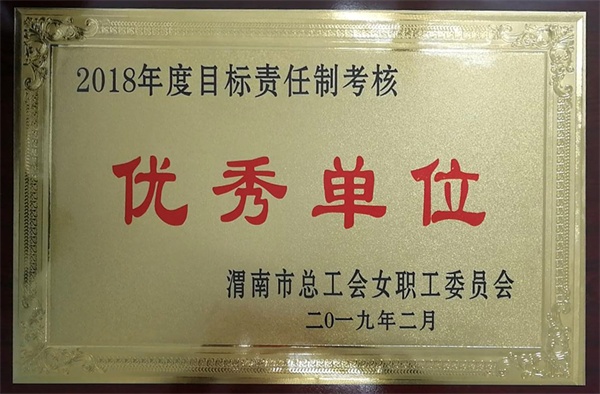 2018年度目标责任制考核
优秀单位
渭南市总工会女职工委员会
二0一九年二月